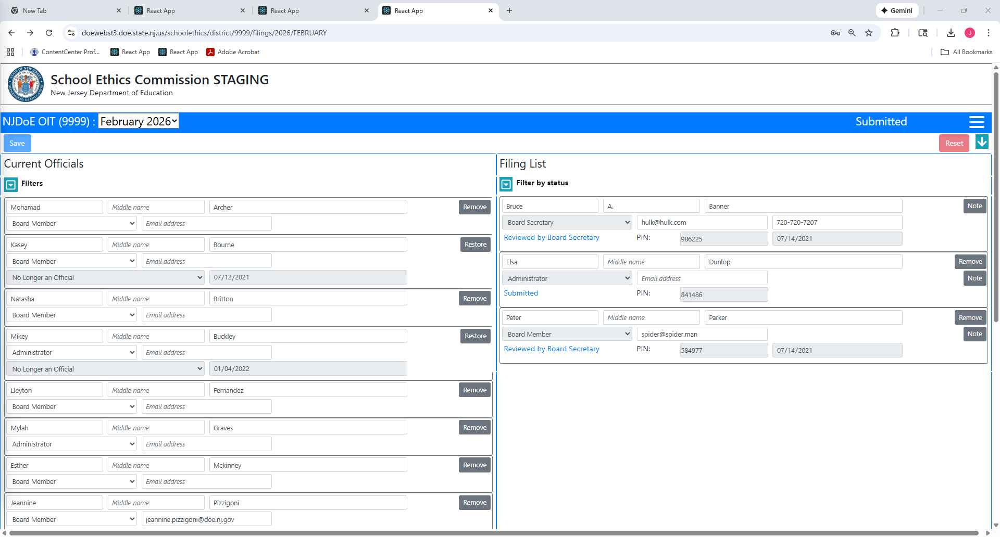 New Tab
React App
React App
React App
Gemini
doewebst3.doe.state.nj.us/schoolethics/district/9999/filings/2026/FEBRUARY
J
ContentCenter Prof...
React App
React App
Adobe Acrobat
All Bookmarks
School Ethics Commission STAGING
New Jersey Department of Education
NJDoE OIT (9999) : February 2026
Submitted
Save
Reset
Current Officials
Filters
Mohamad Middle name Archer Remove
Board Member Email address
Kasey Middle name Bourne Restore
Board Member Email address
No Longer an Official 07/12/2021
Natasha Middle name Britton Remove
Board Member Email address
Mikey Middle name Buckley Restore
Administrator Email address
No Longer an Official 01/04/2022
Lleyton Middle name Fernandez Remove
Board Member Email address
Mylah Middle name Graves Remove
Administrator Email address
Esther Middle name Mckinney Remove
Board Member Email address
Jeannine Middle name Pizzigoni Remove
Board Member jeannine.pizzigoni@doe.nj.gov
Filing List
Filter by status
Bruce A. Banner Note
Board Secretary hulk@hulk.com 720-720-7207
Reviewed by Board Secretary PIN: 986225 07/14/2021
Elsa Middle name Dunlop Remove
Administrator Email address Note
Submitted PIN: 841486
Peter Middle name Parker Remove
Board Member spider@spider.man Note
Reviewed by Board Secretary PIN: 584977 07/14/2021